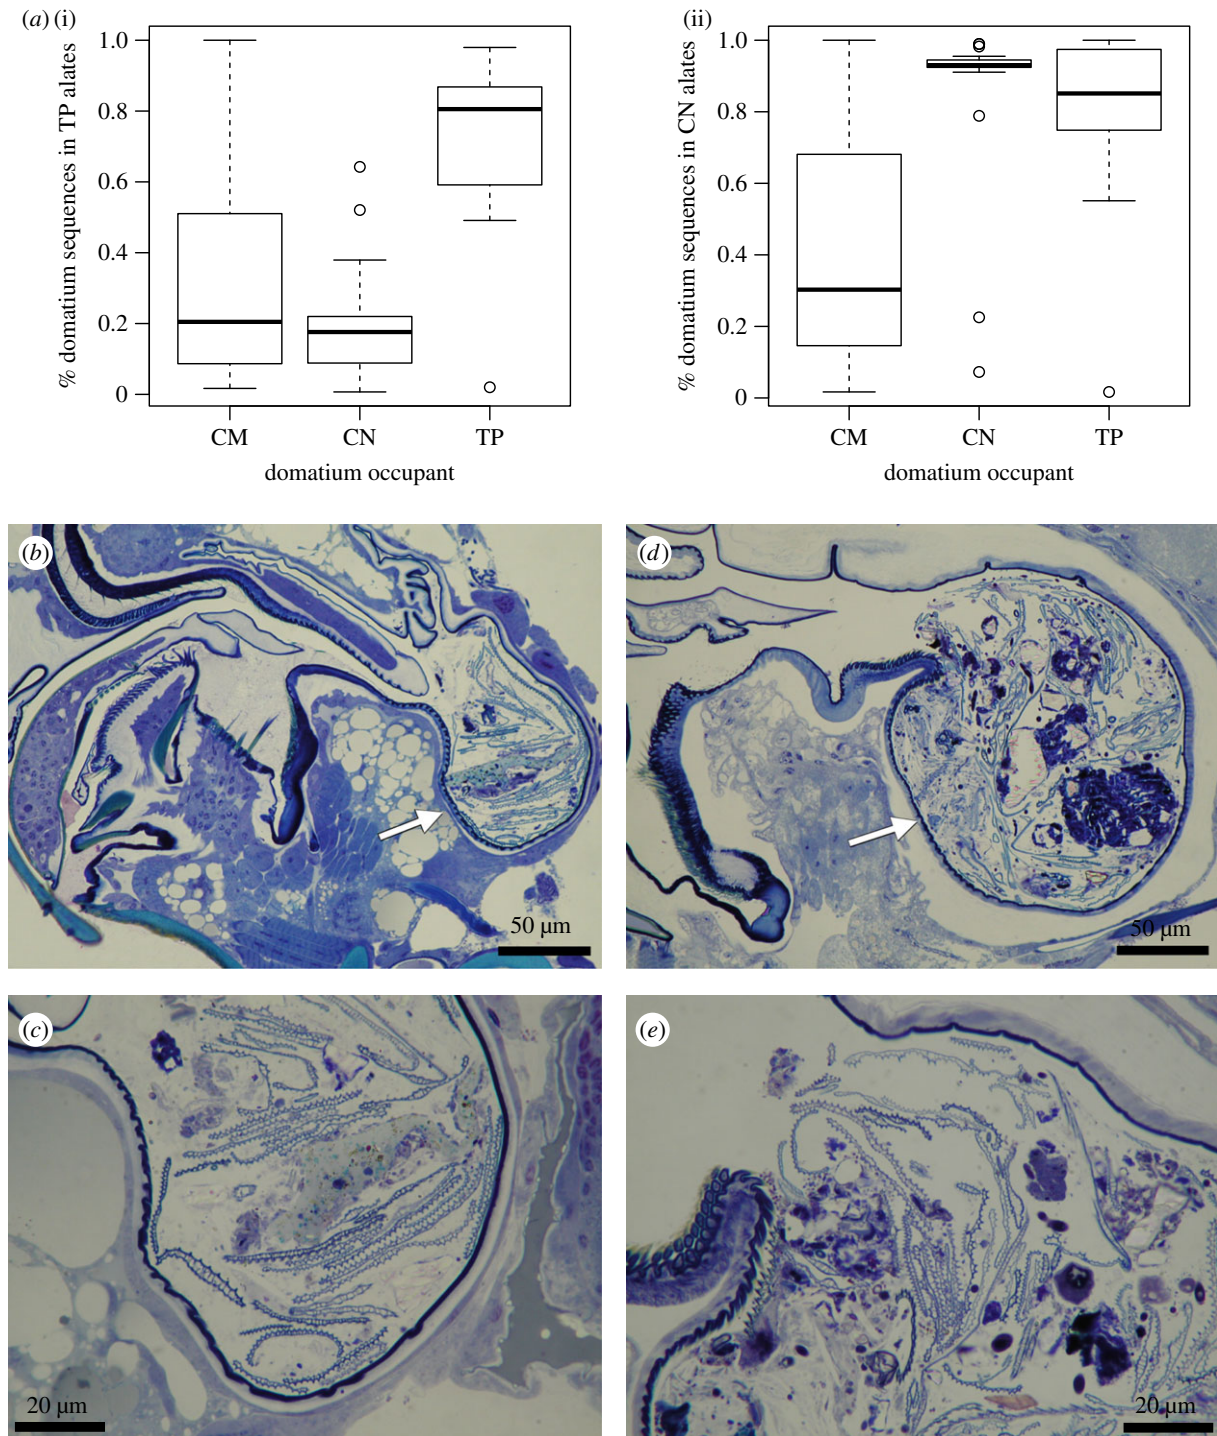 (a) (i)
% domatium sequences in TP alates
1.0
0.8
0.6
0.4
0.2
0
CM CN TP
domatium occupant
(ii)
% domatium sequences in CN alates
1.0
0.8
0.6
0.4
0.2
0
CM CN TP
domatium occupant
(b)
50 µm
(d)
50 µm
(c)
20 µm
(e)
20 µm